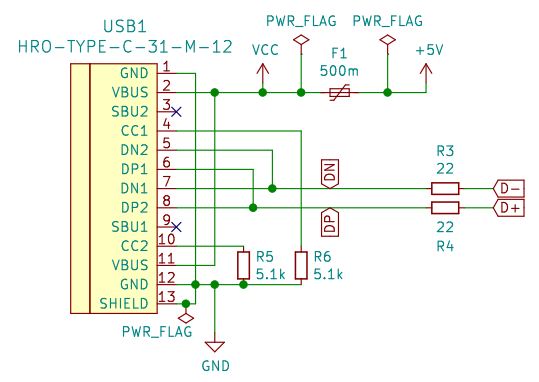 USB1
HRO-TYPE-C-31-M-12
PWR_FLAG
PWR_FLAG
VCC
F1
500m
+5V
GND 1
VBUS 2
SBU2 3
CC1 4
DN2 5
DP1 6
DN1 7
DP2 8
SBU1 9
CC2 10
VBUS 11
GND 12
SHIELD 13
DN
DP
R3
22
D-
D+
22
R4
R5
5.1k
R6
5.1k
PWR_FLAG
GND